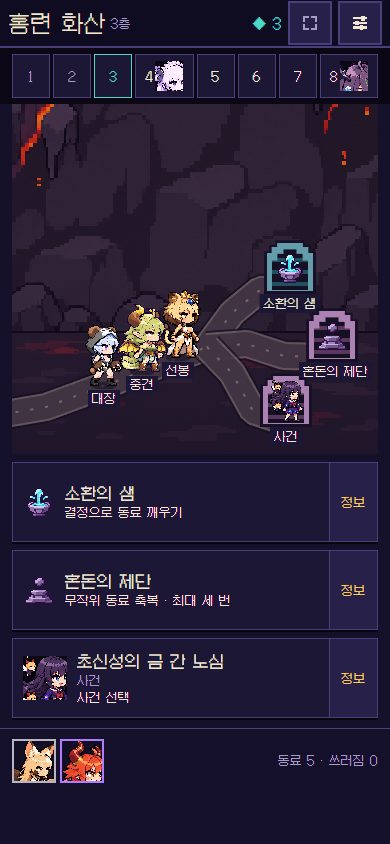 홍련 화산 3층
3
1 2 3 4 5 6 7 8
소환의 샘
혼돈의 제단
선봉
중견
대장
사건
소환의 샘
결정으로 동료 깨우기
정보
혼돈의 제단
무작위 동료 축복 · 최대 세 번
정보
초신성의 금 간 노심
사건
사건 선택
정보
동료 5 · 쓰러짐 0